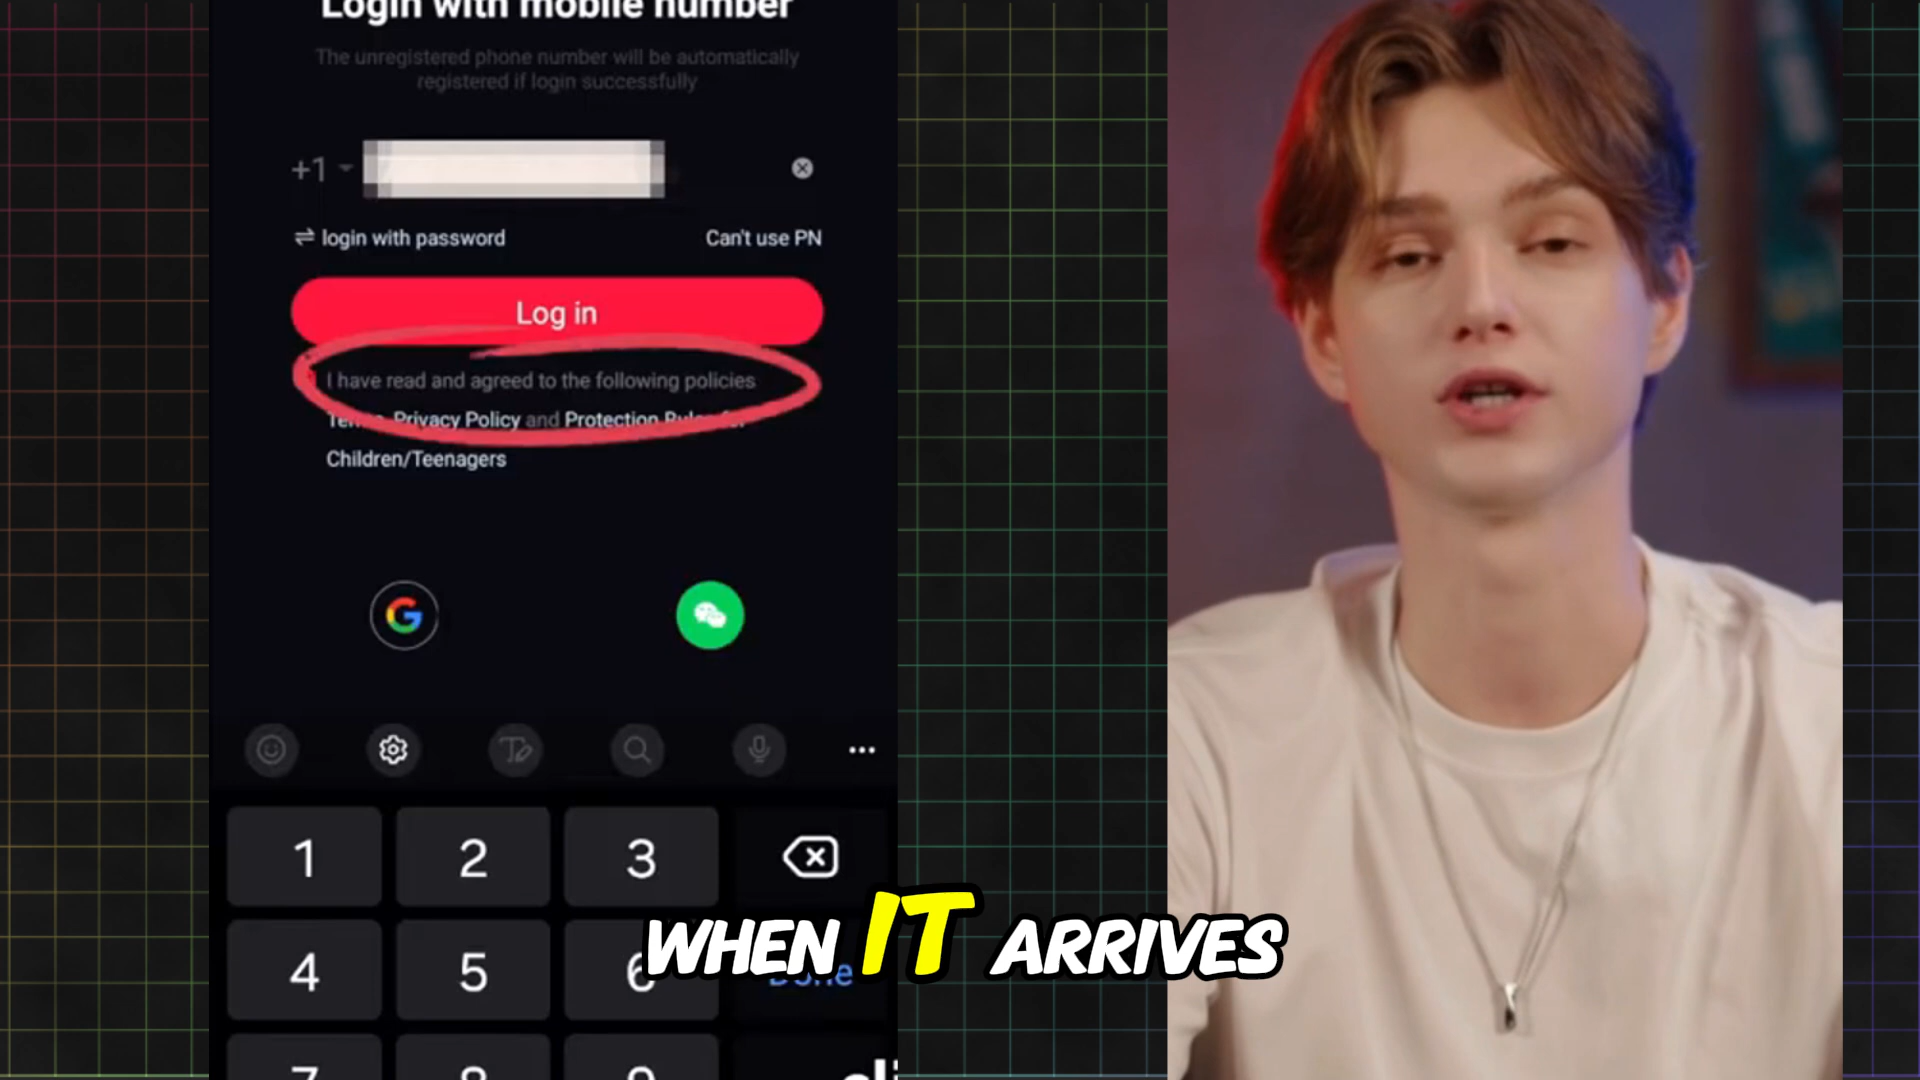 Login with mobile number
The unregistered phone number will be automatically
registered if login successfully
+1
login with password
Can't use PN
Log in
I have read and agreed to the following policies
Privacy Policy and Protection
Children/Teenagers
1
2
3
4
5
6
WHEN IT ARRIVES